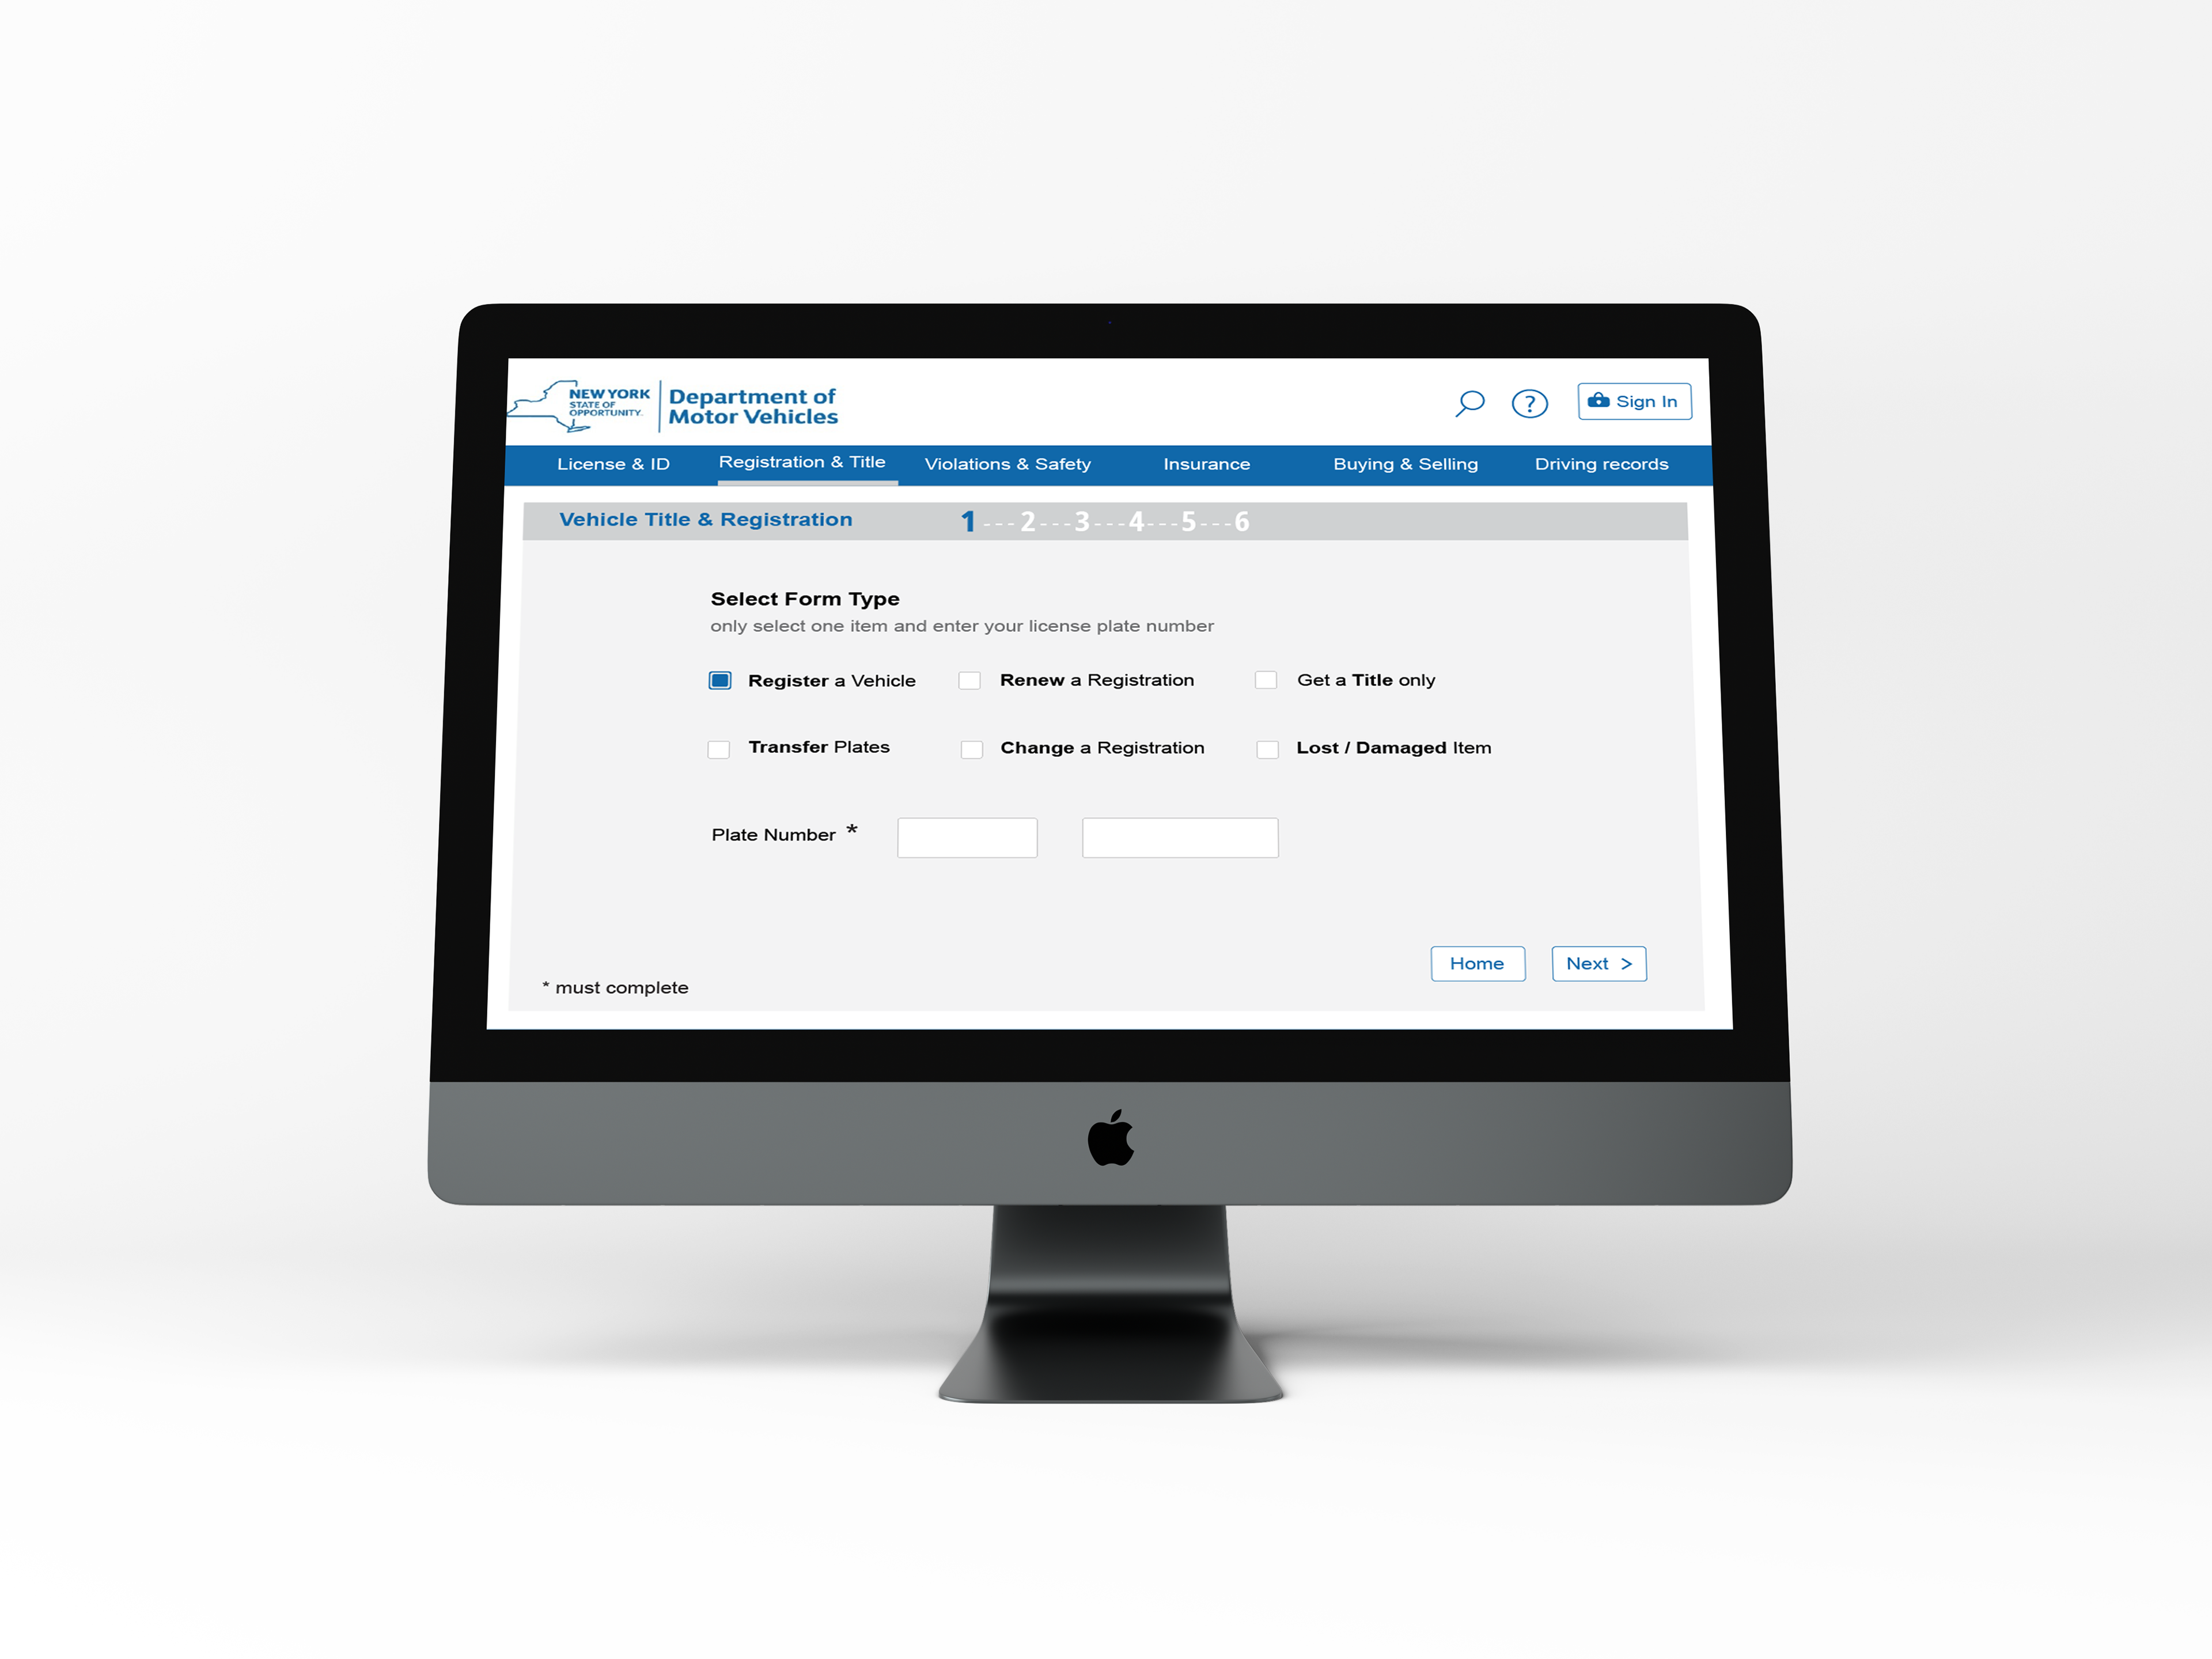 NEW YORK
STATE OF
OPPORTUNITY.
Department of
Motor Vehicles
? Sign In
License & ID Registration & Title Violations & Safety Insurance Buying & Selling Driving records
Vehicle Title & Registration 1---2---3---4---5---6
Select Form Type
only select one item and enter your license plate number
Register a Vehicle Renew a Registration Get a Title only
Transfer Plates Change a Registration Lost / Damaged Item
Plate Number *
Home Next >
* must complete